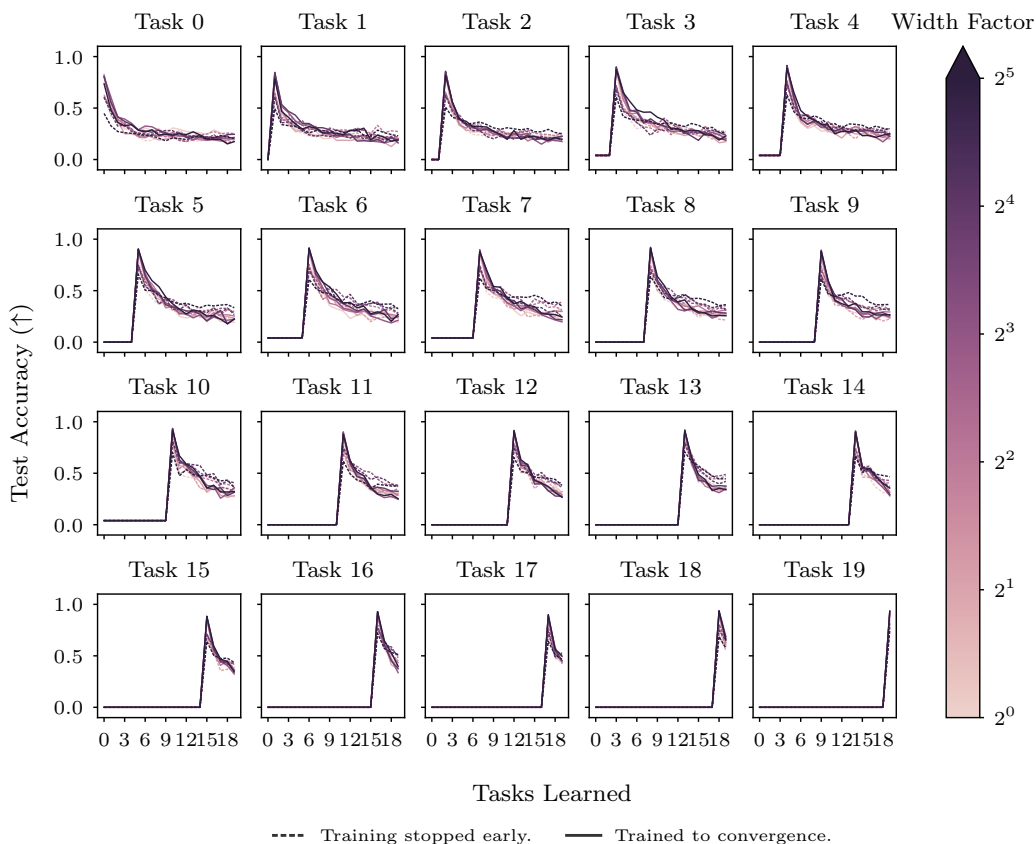 Task 0 Task 1 Task 2 Task 3 Task 4 Width Factor
1.0
0.5
0.0
2^5
2^4
2^3
2^2
2^1
2^0
Task 5 Task 6 Task 7 Task 8 Task 9
1.0
0.5
0.0
Test Accuracy (↑)
Task 10 Task 11 Task 12 Task 13 Task 14
1.0
0.5
0.0
Task 15 Task 16 Task 17 Task 18 Task 19
1.0
0.5
0.0
0 3 6 9 12 15 18 0 3 6 9 12 15 18 0 3 6 9 12 15 18 0 3 6 9 12 15 18 0 3 6 9 12 15 18
Tasks Learned
Training stopped early. Trained to convergence.